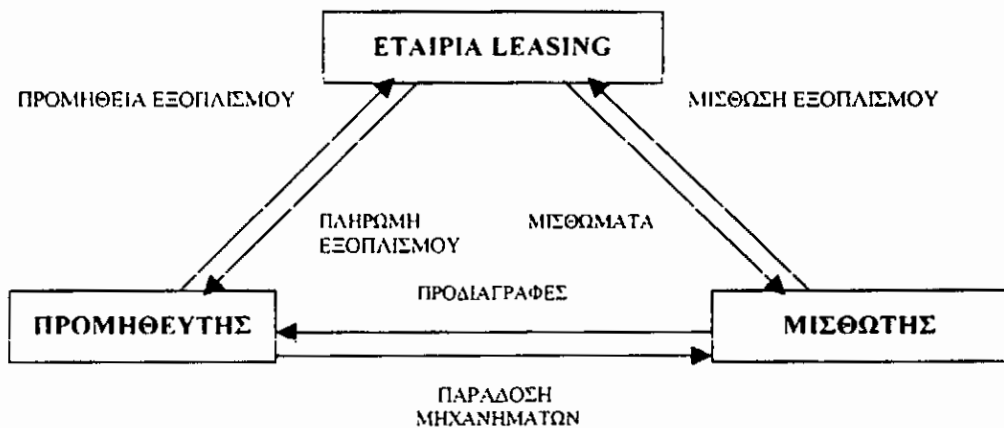 ΕΤΑΙΡΙΑ LEASING
ΠΡΟΜΗΘΕΙΑ ΕΞΟΠΛΙΣΜΟΥ
ΜΙΣΘΩΣΗ ΕΞΟΠΛΙΣΜΟΥ
ΠΛΗΡΩΜΗ
ΕΞΟΠΛΙΣΜΟΥ
ΜΙΣΘΩΜΑΤΑ
ΠΡΟΔΙΑΓΡΑΦΕΣ
ΠΡΟΜΗΘΕΥΤΗΣ
ΜΙΣΘΩΤΗΣ
ΠΑΡΑΔΟΣΗ
ΜΗΧΑΝΗΜΑΤΩΝ